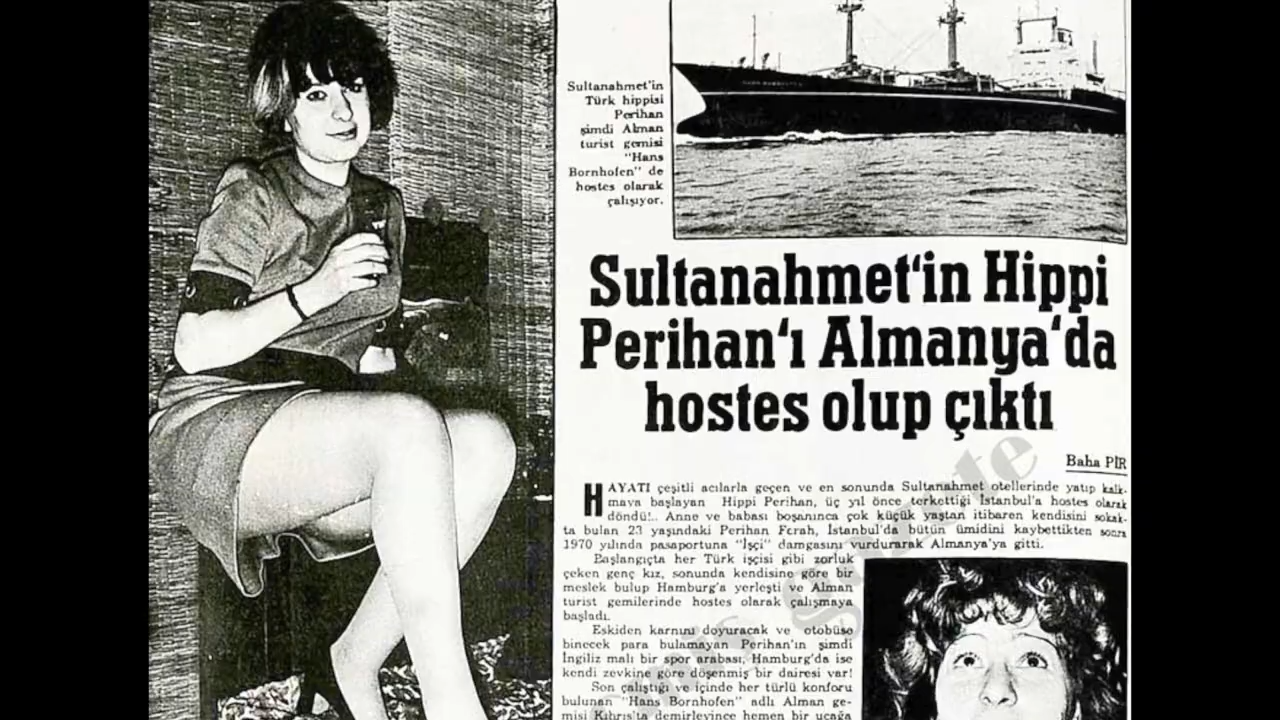 Sultanahmet'in
Türk hippisi
Perihan
şimdi Alman
turist gemisi
"Hans
Bornhofen" de
hostes olarak
çalışıyor.
Sultanahmet'in Hippi
Perihan'ı Almanya'da
hostes olup çıktı
Baha PİR
HAYATI çeşitli acılarla geçen ve en sonunda Sultanahmet otellerinde yatıp kalk-
maya başlayan Hippi Perihan, üç yıl önce terkettiği İstanbul'a hostes olarak
döndü!.. Anne ve babası boşanınca çok küçük yaştan itibaren kendisini sokak-
ta bulan 23 yaşındaki Perihan Ferah, İstanbul'da bütün ümidini kaybettikten sonra
1970 yılında pasaportuna "İşçi" damgasını vurdurarak Almanya'ya gitti.
Başlangıçta her Türk işçisi gibi zorluk
çeken genç kız, sonunda kendisine göre bir
meslek bulup Hamburg'a yerleşti ve Alman
turist gemilerinde hostes olarak çalışmaya
başladı.
Eskiden karnını doyuracak ve otobüse
binecek para bulamayan Perihan'ın şimdi
İngiliz malı bir spor arabası, Hamburg'da ise
kendi zevkine göre döşenmiş bir dairesi var!
Son çalıştığı ve içinde her türlü konforu
bulunan "Hans Bornhofen" adlı Alman ge-
misi Kıbrıs'ta demirleyince hemen bir uçağa